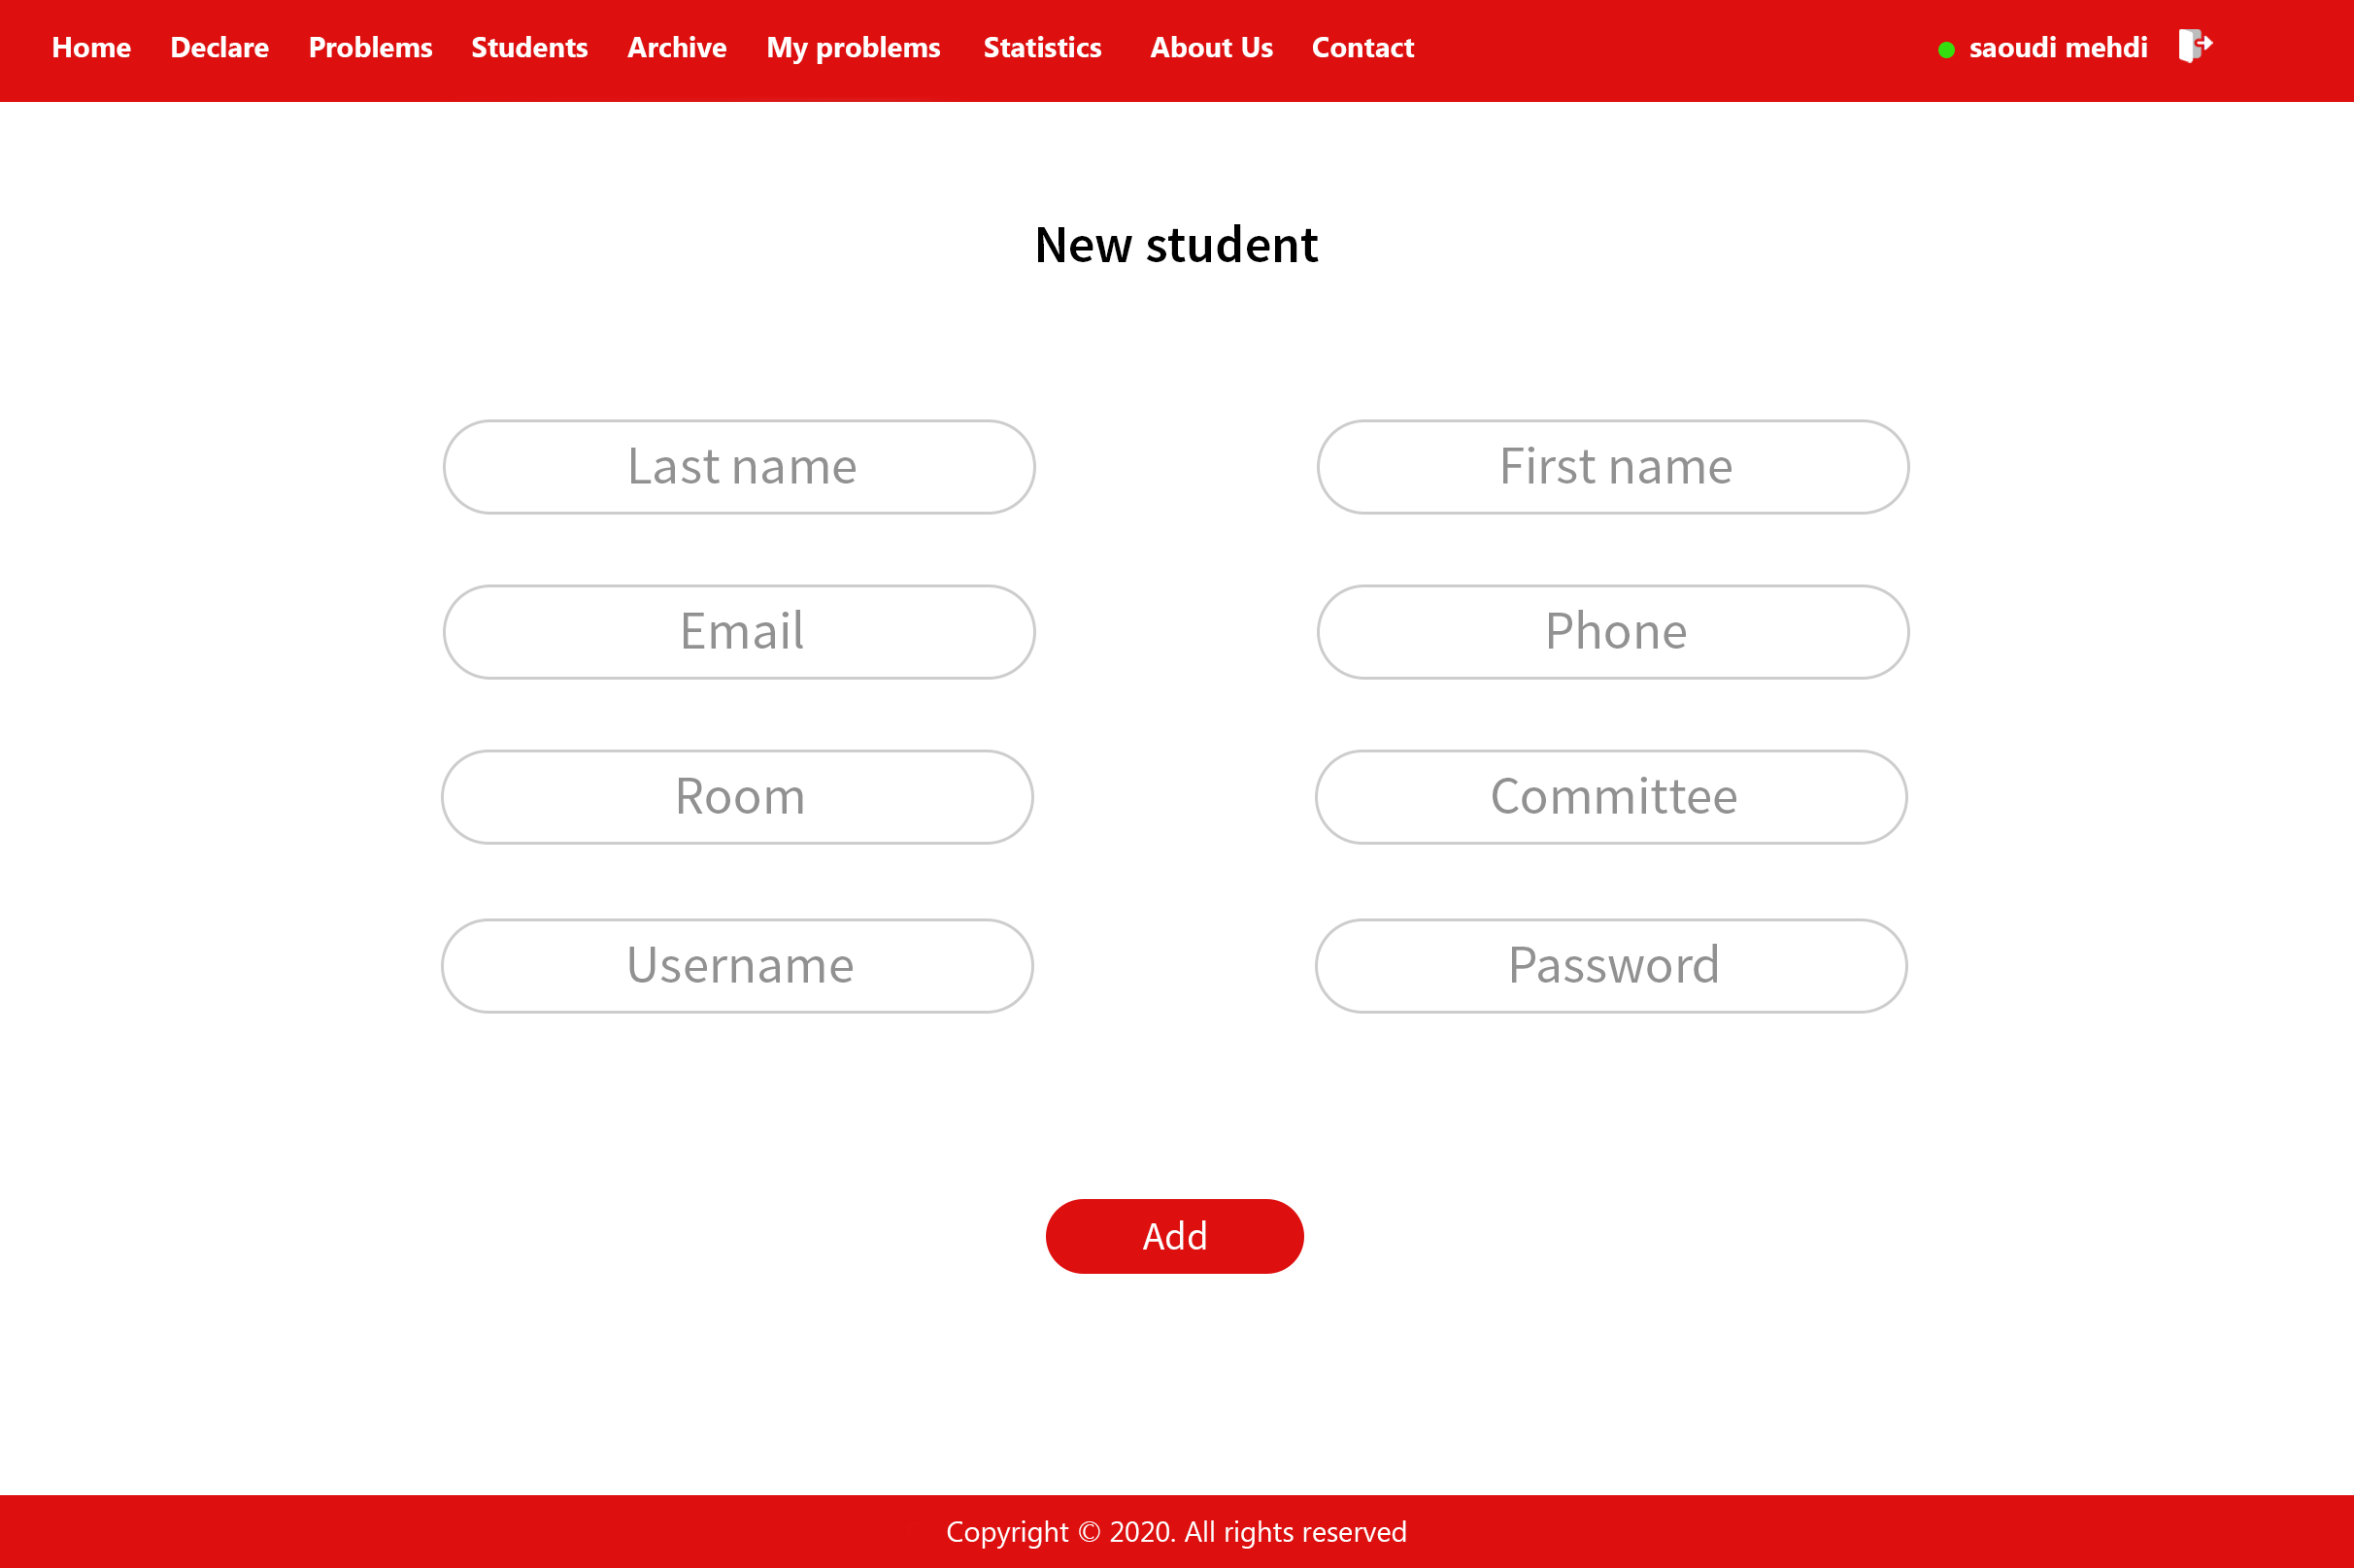 Home Declare Problems Students Archive My problems Statistics About Us Contact saoudi mehdi
New student
Last name First name
Email Phone
Room Committee
Username Password
Add
Copyright © 2020. All rights reserved